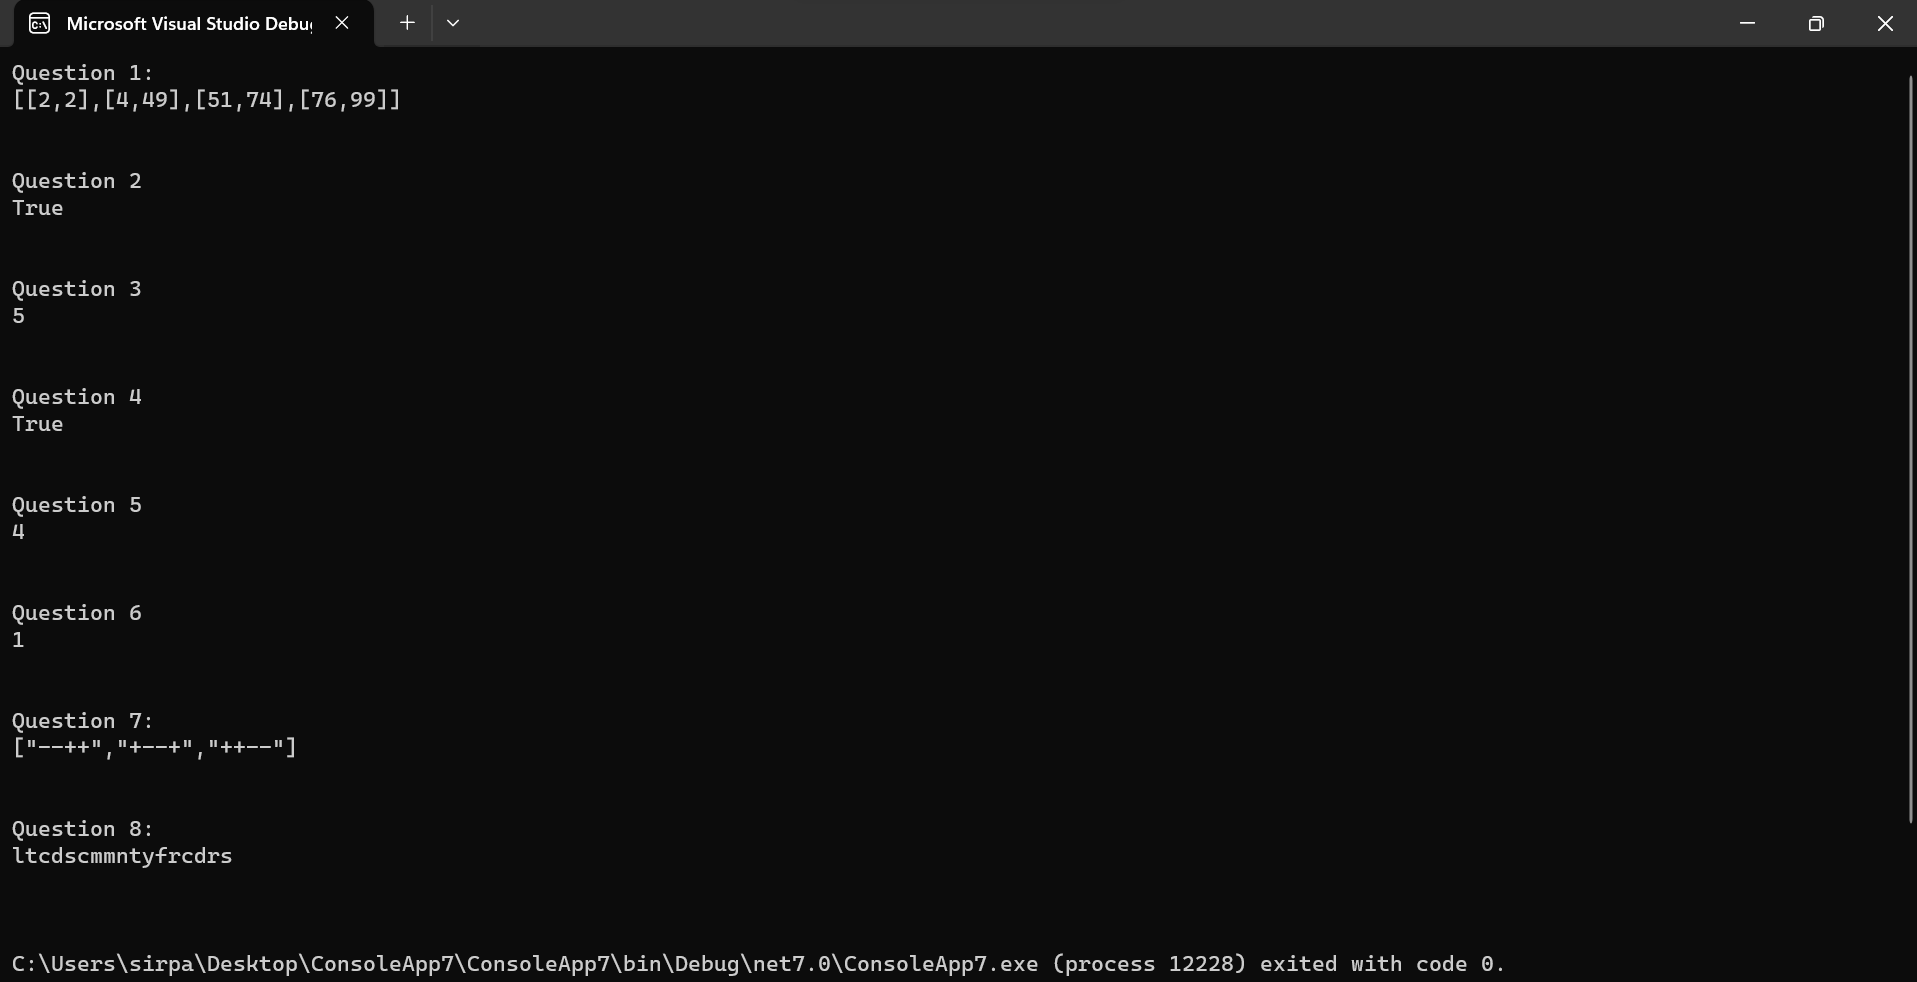 Microsoft Visual Studio Debu
Question 1:
[[2,2],[4,49],[51,74],[76,99]]
Question 2
True
Question 3
5
Question 4
True
Question 5
4
Question 6
1
Question 7:
["--++","+--+","++--"]
Question 8:
ltcdscmmntyfrcdrs
C:\Users\sirpa\Desktop\ConsoleApp7\ConsoleApp7\bin\Debug\net7.0\ConsoleApp7.exe (process 12228) exited with code 0.